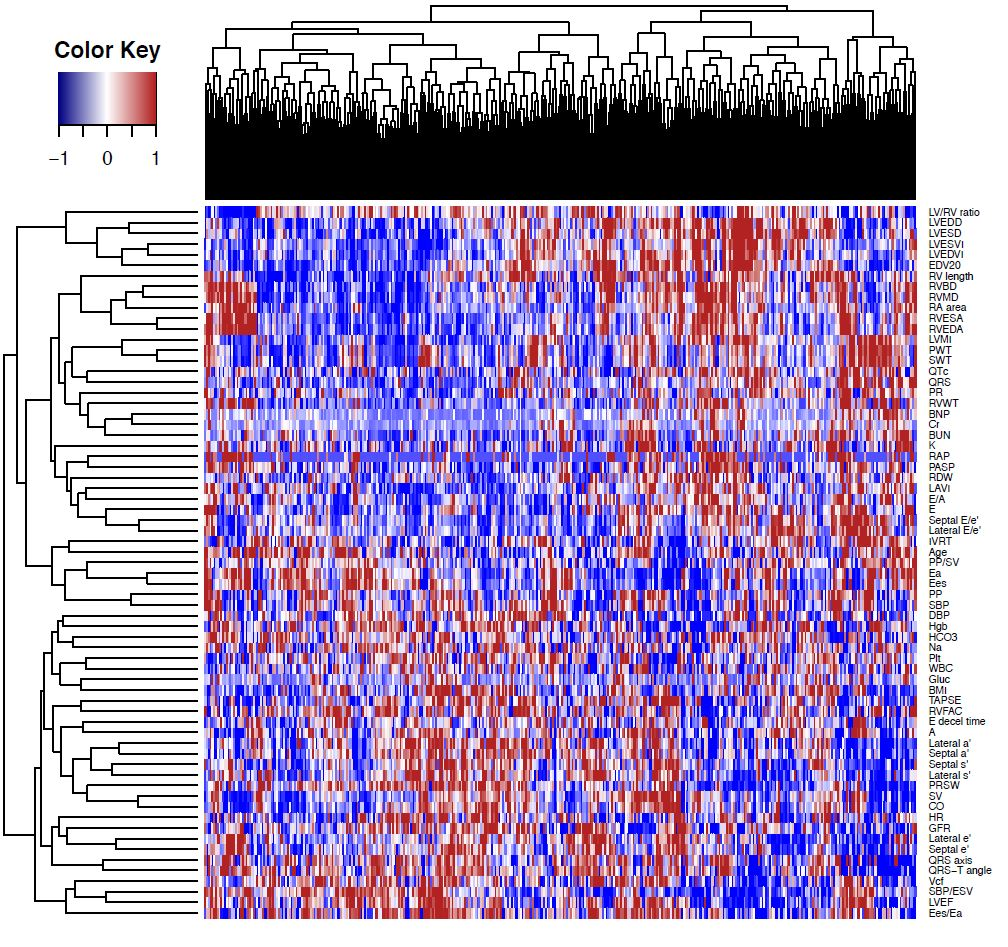 Color Key
−1 0 1
LV/RV ratio
LVEDD
LVESD
LVESVi
LVEDVi
EDV20
RV length
RVBD
RVMD
RA area
RVESA
RVEDA
LVMi
PWT
SWT
QTc
QRS
PR
RVWT
BNP
Cr
BUN
K
RAP
PASP
RDW
LAVi
E/A
E
Septal E/e'
Lateral E/e'
IVRT
Age
PP/SV
Ea
Ees
PP
SBP
DBP
Hgb
HCO3
Na
Plt
WBC
Gluc
BMI
TAPSE
RVFAC
E decel time
A
Lateral a'
Septal a'
Septal s'
Lateral s'
PRSW
SV
CO
HR
GFR
Lateral e'
Septal e'
QRS axis
QRS−T angle
Vcf
SBP/ESV
LVEF
Ees/Ea